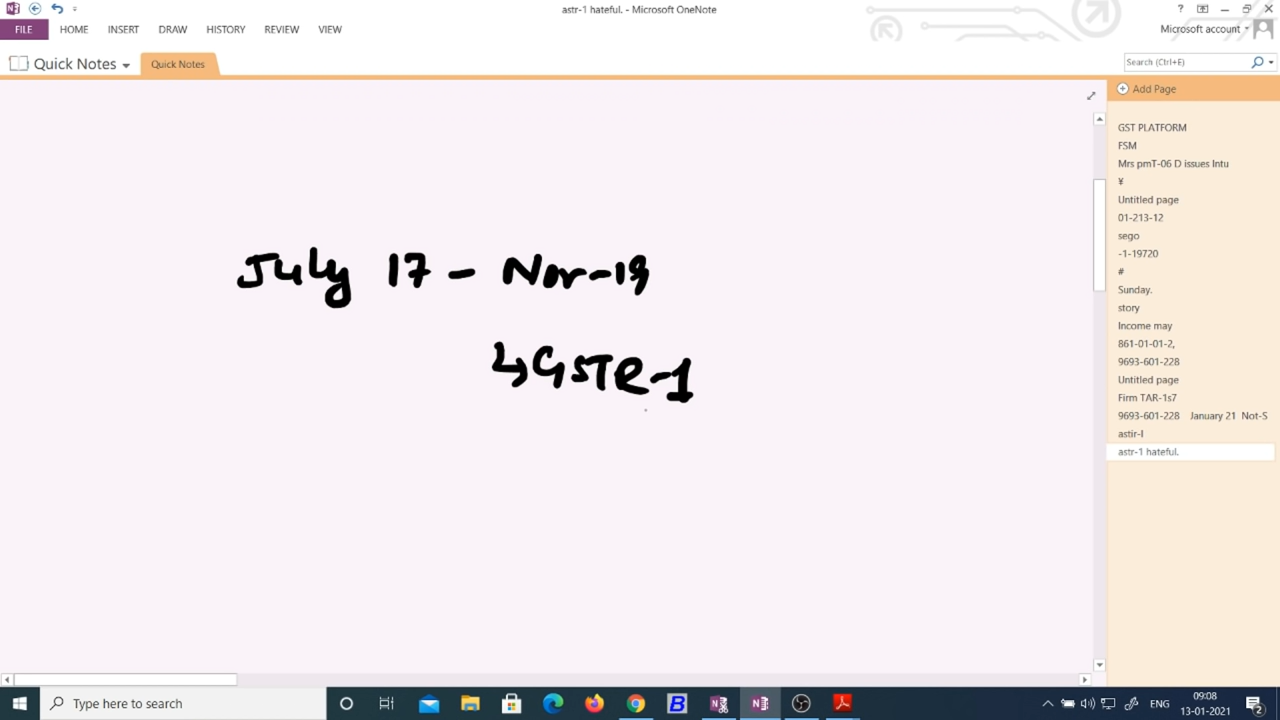 astr-1 hateful. - Microsoft OneNote
?
FILE HOME INSERT DRAW HISTORY REVIEW VIEW
Microsoft account
Quick Notes
Quick Notes
Search (Ctrl+E)
Add Page
GST PLATFORM
FSM
Mrs pmT-06 D issues Intu
¥
Untitled page
01-213-12
sego
-1-19720
#
Sunday.
story
Income may
861-01-01-2,
9693-601-228
Untitled page
Firm TAR-1s7
9693-601-228 January 21 Not-S
astir-I
astr-1 hateful.
July 17 - Nov-19
↳GSTR-1
Type here to search
B
ENG
09:08
13-01-2021
2